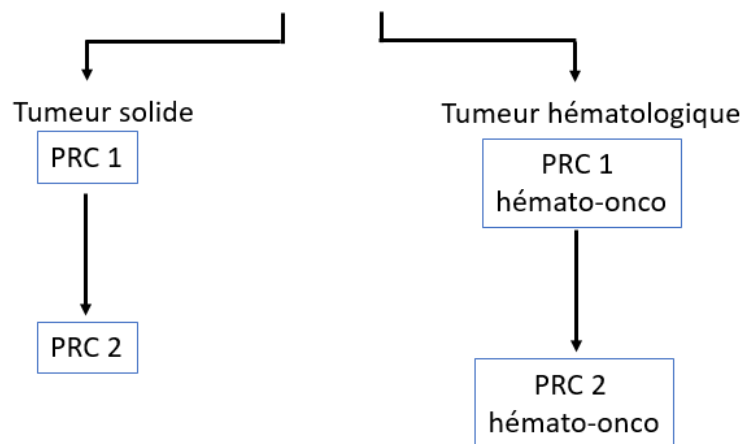 Tumeur solide
PRC 1
PRC 2
Tumeur hématologique
PRC 1
hémato-onco
PRC 2
hémato-onco